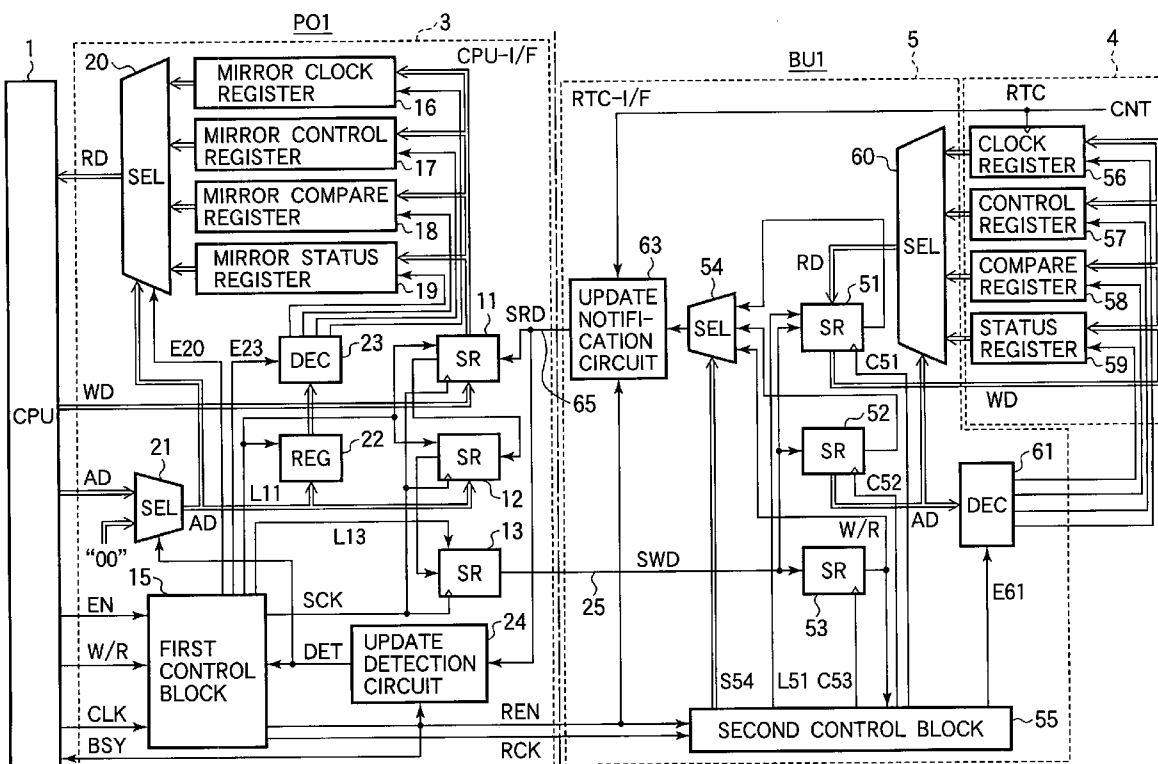 PO1
3
1
20
CPU-I/F
MIRROR CLOCK
REGISTER
16
MIRROR CONTROL
REGISTER
17
MIRROR COMPARE
REGISTER
18
MIRROR STATUS
REGISTER
19
RD
SEL
E20
E23
DEC
23
11
SR
SRD
WD
CPU
21
REG
22
SR
12
AD
SEL
AD
L11
"00"
L13
13
SR
15
SCK
24
EN
W/R
FIRST
CONTROL
BLOCK
DET
UPDATE
DETECTION
CIRCUIT
CLK
BSY
REN
RCK
BU1
5
4
RTC-I/F
RTC
CNT
60
CLOCK
REGISTER
56
CONTROL
REGISTER
57
COMPARE
REGISTER
58
STATUS
REGISTER
59
SEL
63
UPDATE
NOTIFI-
CATION
CIRCUIT
54
SEL
RD
51
SR
C51
WD
65
52
SR
C52
AD
61
DEC
W/R
SWD
25
SR
53
E61
S54
L51
C53
SECOND CONTROL BLOCK
55